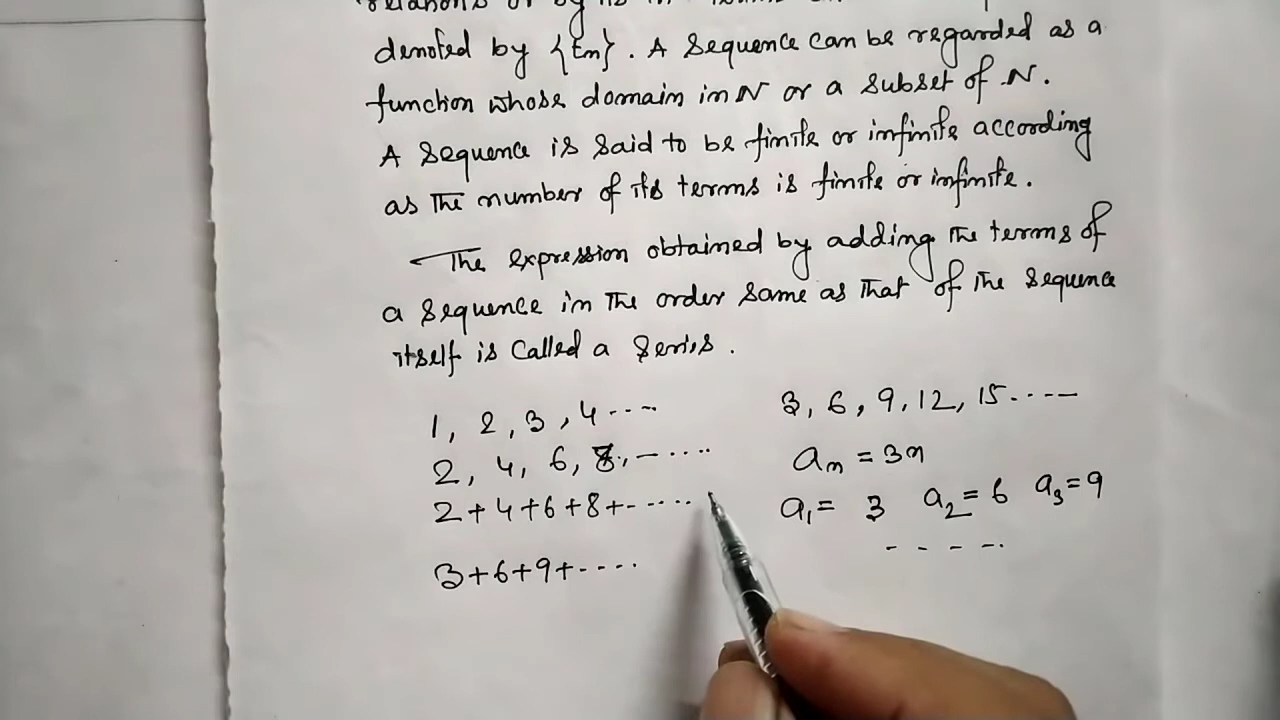 denoted by {tn}. A sequence can be regarded as a
function whose domain in N or a subset of N.
A sequence is said to be finite or infinite according
as the number of its terms is finite or infinite.
The expression obtained by adding the terms of
a sequence in the order same as that of the sequence
itself is called a series.
1, 2, 3, 4 ....
2, 4, 6, 8, - ....
2+4+6+8+- ....
3+6+9+- ....
3, 6, 9, 12, 15 ....
an = 3n
a1 = 3 a2 = 6 a3 = 9
- - - - ..